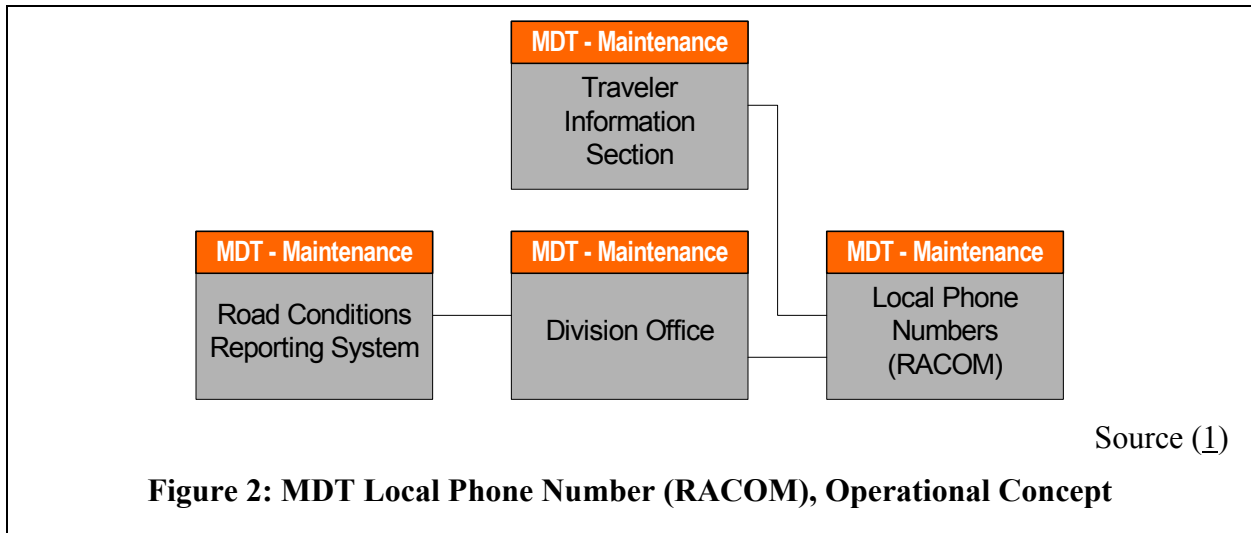 MDT - Maintenance
Traveler
Information
Section
MDT - Maintenance
Road Conditions
Reporting System
MDT - Maintenance
Division Office
MDT - Maintenance
Local Phone
Numbers
(RACOM)
Source (1)
Figure 2: MDT Local Phone Number (RACOM), Operational Concept